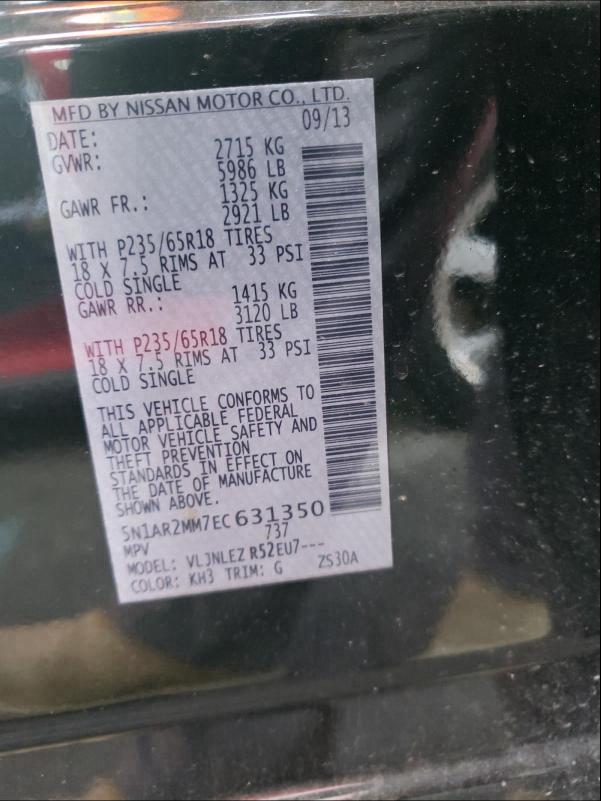 MFD BY NISSAN MOTOR CO., LTD.
DATE: 09/13
GVWR: 2715 KG
5986 LB
GAWR FR.: 1325 KG
2921 LB
WITH P235/65R18 TIRES
18 X 7.5 RIMS AT 33 PSI
COLD SINGLE
GAWR RR.: 1415 KG
3120 LB
WITH P235/65R18 TIRES
18 X 7.5 RIMS AT 33 PSI
COLD SINGLE
THIS VEHICLE CONFORMS TO
ALL APPLICABLE FEDERAL
MOTOR VEHICLE SAFETY AND
THEFT PREVENTION
STANDARDS IN EFFECT ON
THE DATE OF MANUFACTURE
SHOWN ABOVE.
5N1AR2MM7EC631350
MPV 737
MODEL: VLJNLEZ R52EU7---
COLOR: KH3 TRIM: G ZS30A